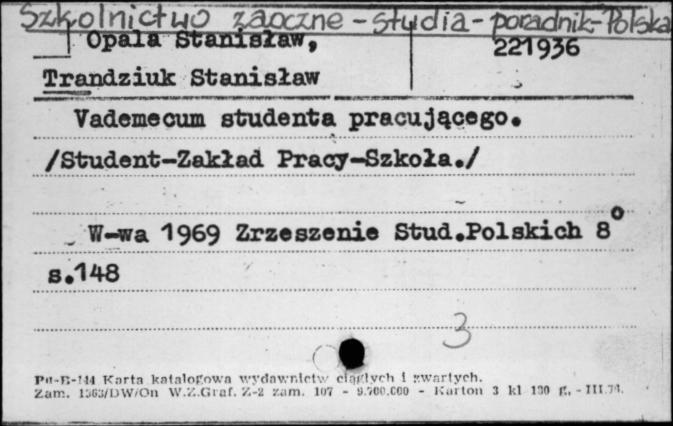 Szkolnictwo zaoczne - studia - poradnik - Polska
Opala Stanisław,
221936
Trandziuk Stanisław
Vademecum studenta pracującego.
/Student-Zakład Pracy-Szkoła./
W-wa 1969 Zrzeszenie Stud.Polskich 8°
s.148
3
Pu-B-144 Karta katalogowa wydawnictw ciągłych i zwartych.
Zam. 1363/DW/On W.Z.Graf. Z-2 zam. 107 - 9.700.000 - Karton 3 kl 130 g. - III.74.